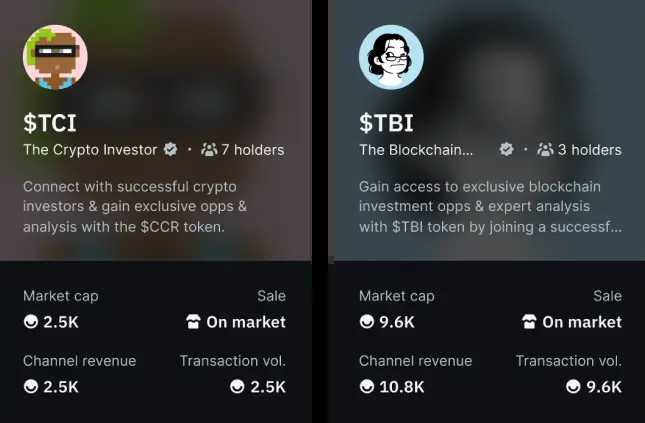 $TCI
The Crypto Investor • 7 holders
Connect with successful crypto
investors & gain exclusive opps &
analysis with the $CCR token.
Market cap Sale
2.5K On market
Channel revenue Transaction vol.
2.5K 2.5K
$TBI
The Blockchain... • 3 holders
Gain access to exclusive blockchain
investment opps & expert analysis
with $TBI token by joining a successf...
Market cap Sale
9.6K On market
Channel revenue Transaction vol.
10.8K 9.6K